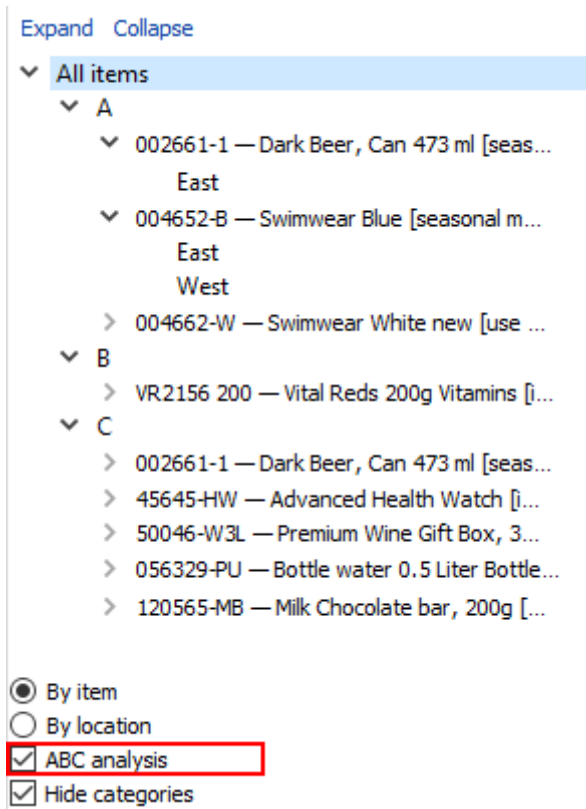 Expand Collapse
All items
A
002661-1 — Dark Beer, Can 473 ml [seas...
East
004652-B — Swimwear Blue [seasonal m...
East
West
004662-W — Swimwear White new [use ...
B
VR2156 200 — Vital Reds 200g Vitamins [i...
C
002661-1 — Dark Beer, Can 473 ml [seas...
45645-HW — Advanced Health Watch [i...
50046-W3L — Premium Wine Gift Box, 3...
056329-PU — Bottle water 0.5 Liter Bottle...
120565-MB — Milk Chocolate bar, 200g [...
By item
By location
ABC analysis
Hide categories